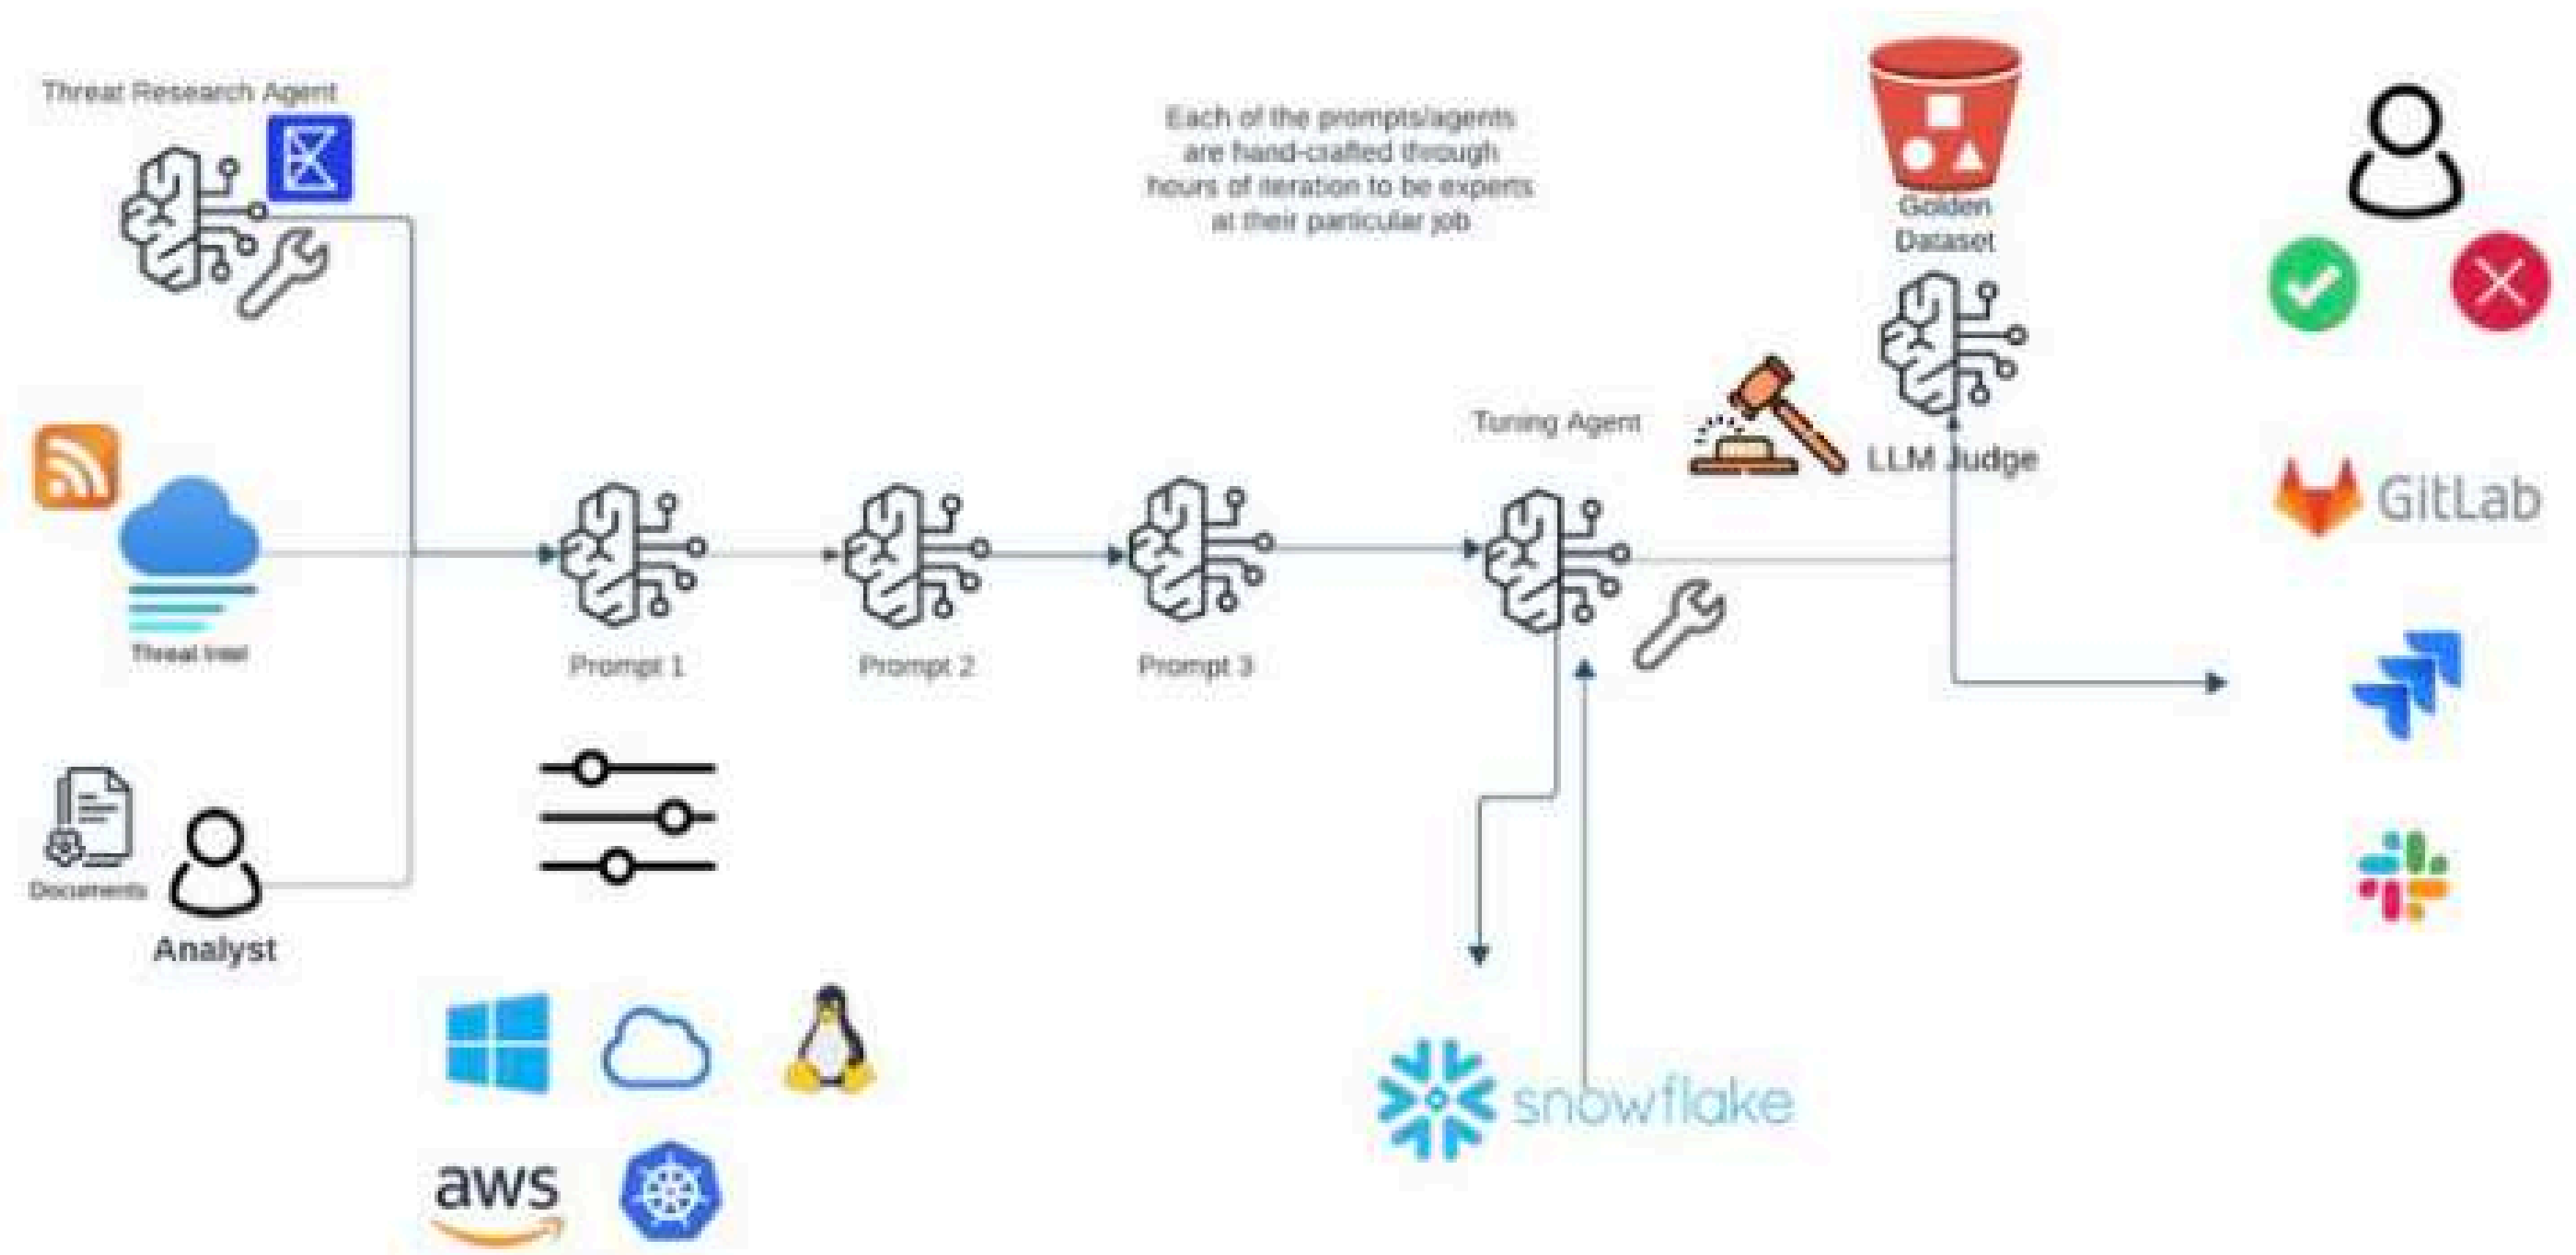 Threat Research Agent
Each of the prompts/agents
are hand-crafted through
hours of iteration to be experts
at their particular job
Golden
Dataset
Tuning Agent
LLM Judge
GitLab
Threat Intel
Prompt 1
Prompt 2
Prompt 3
Documents
Analyst
snowflake
aws